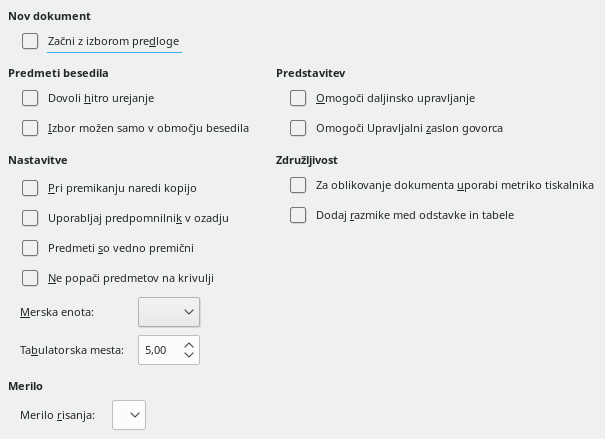 Nov dokument
Začni z izborom predloge
Predmeti besedila
Dovoli hitro urejanje
Izbor možen samo v območju besedila
Nastavitve
Pri premikanju naredi kopijo
Uporabljaj predpomnilnik v ozadju
Predmeti so vedno premični
Ne popači predmetov na krivulji
Merska enota:
Tabulatorska mesta: 5,00
Merilo
Merilo risanja:
Predstavitev
Omogoči daljinsko upravljanje
Omogoči Upravljalni zaslon govorca
Združljivost
Za oblikovanje dokumenta uporabi metriko tiskalnika
Dodaj razmike med odstavke in tabele